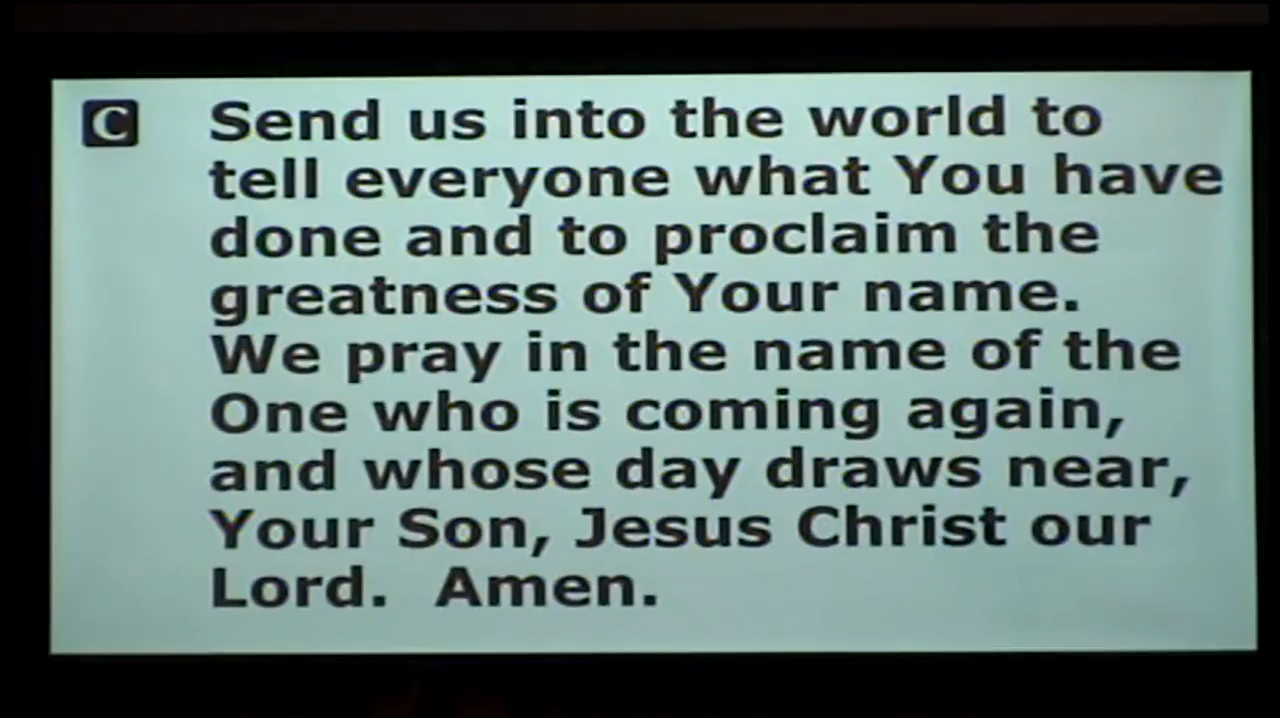 C Send us into the world to
tell everyone what You have
done and to proclaim the
greatness of Your name.
We pray in the name of the
One who is coming again,
and whose day draws near,
Your Son, Jesus Christ our
Lord.  Amen.